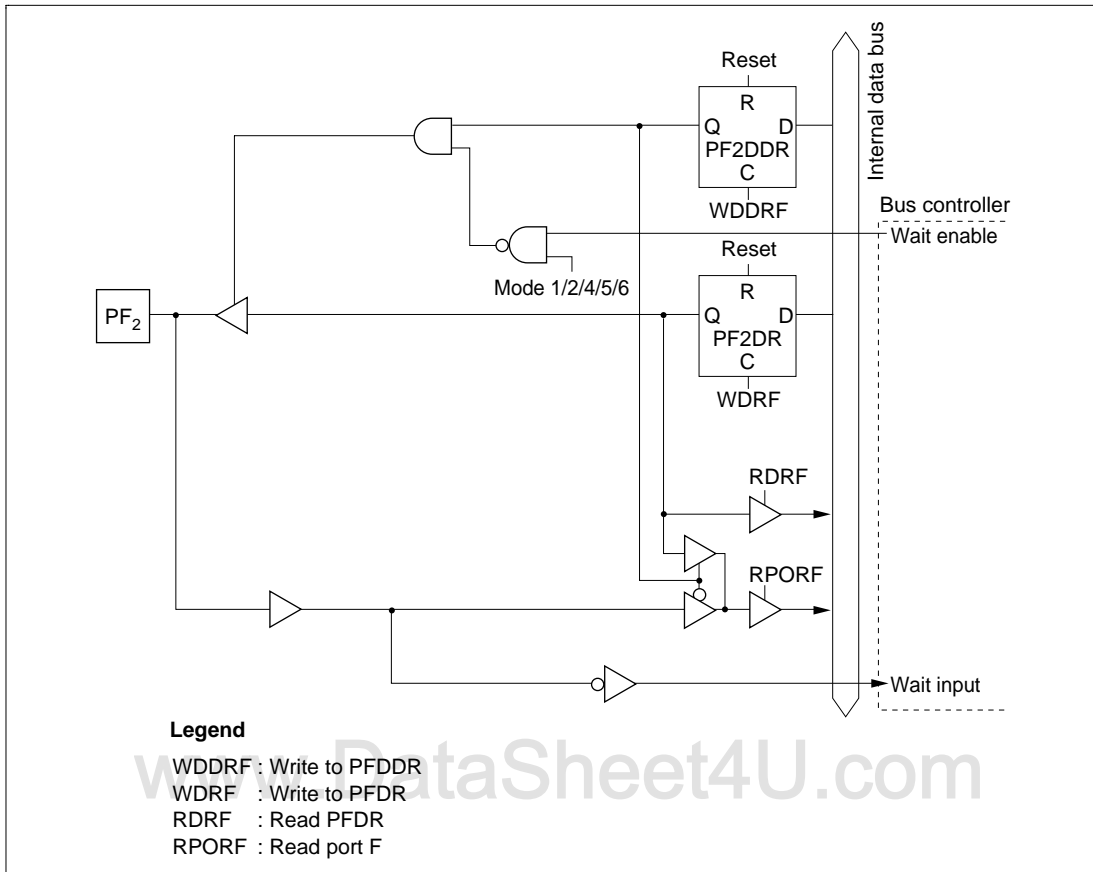 Reset
R
Q D
PF2DDR
C
WDDRF
Internal data bus
Bus controller
Wait enable
Mode 1/2/4/5/6
Reset
R
Q D
PF2DR
C
WDRF
PF2
RDRF
RPORF
Wait input
Legend
WDDRF : Write to PFDDR
WDRF : Write to PFDR
RDRF : Read PFDR
RPORF : Read port F
www.DataSheet4U.com